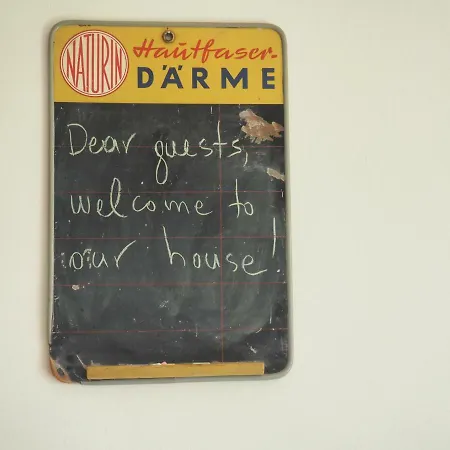 NATURIN
Hautfaser-
DÄRME
Dear guests,
welcome to
our house!